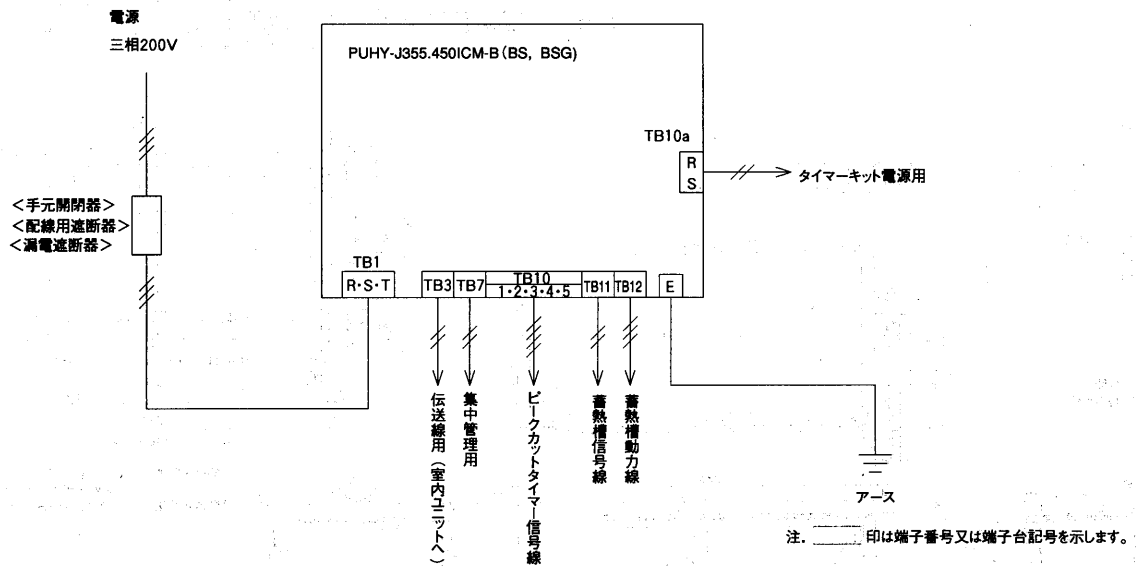 電源
三相200V
PUHY-J355.450ICM-B(BS, BSG)
TB10a
R
S
タイマーキット電源用
<手元開閉器>
<配線用遮断器>
<漏電遮断器>
TB1
R・S・T
TB3
TB7
TB10
1・2・3・4・5
TB11
TB12
E
伝送線用(室内ユニットへ)
集中管理用
ピークカットタイマー信号線
蓄熱槽信号線
蓄熱槽動力線
アース
注. 印は端子番号又は端子台記号を示します。